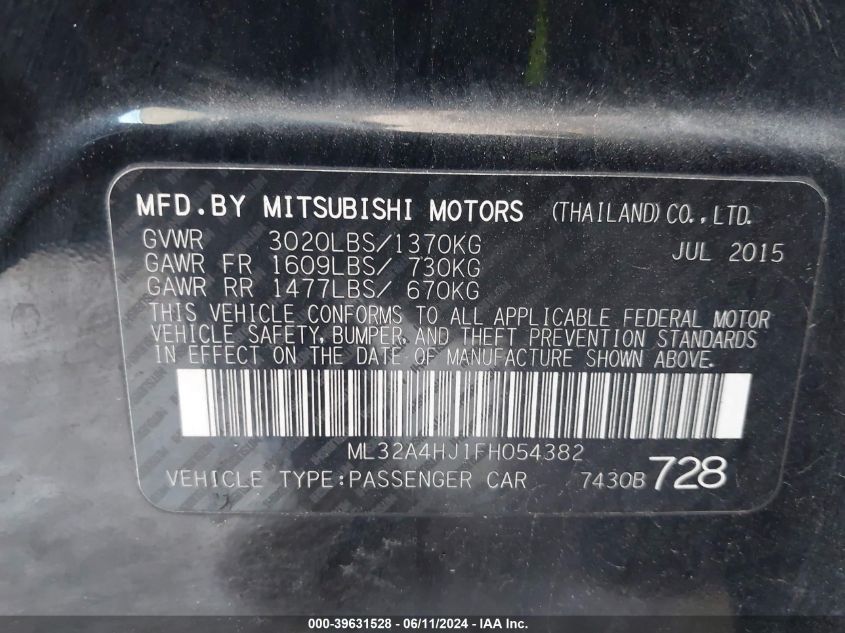 MFD.BY MITSUBISHI MOTORS (THAILAND) CO.,LTD.
GVWR 3020LBS/1370KG JUL 2015
GAWR FR 1609LBS/ 730KG
GAWR RR 1477LBS/ 670KG
THIS VEHICLE CONFORMS TO ALL APPLICABLE FEDERAL MOTOR
VEHICLE SAFETY, BUMPER, AND THEFT PREVENTION STANDARDS
IN EFFECT ON THE DATE OF MANUFACTURE SHOWN ABOVE.
ML32A4HJ1FH054382
VEHICLE TYPE:PASSENGER CAR 7430B 728
000-39631528 - 06/11/2024 - IAA Inc.